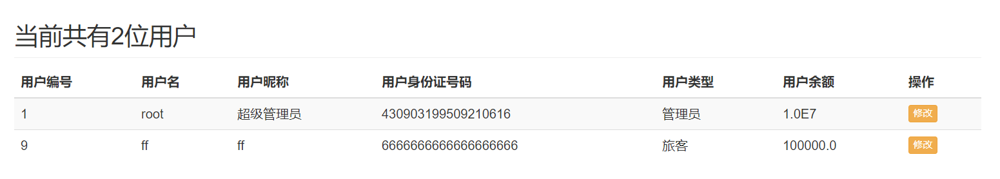 当前共有2位用户
用户编号 用户名 用户昵称 用户身份证号码 用户类型 用户余额 操作
1 root 超级管理员 430903199509210616 管理员 1.0E7 修改
9 ff ff 6666666666666666666 旅客 100000.0 修改